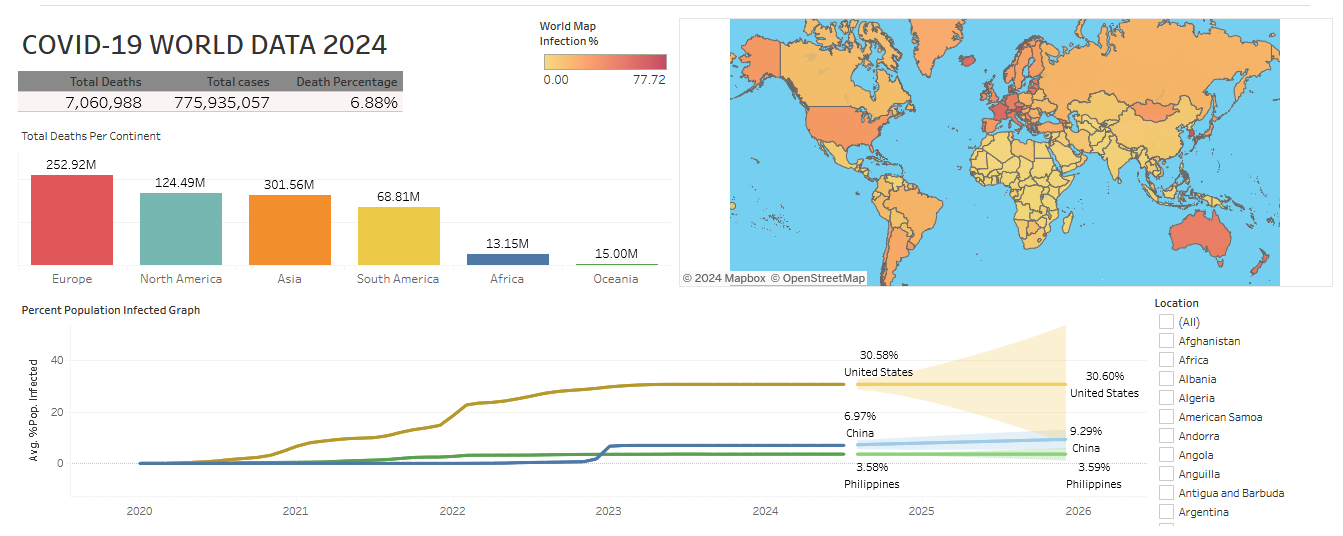 COVID-19 WORLD DATA 2024
Total Deaths Total cases Death Percentage
7,060,988 775,935,057 6.88%
World Map
Infection %
0.00 77.72
© 2024 Mapbox © OpenStreetMap
Total Deaths Per Continent
252.92M 124.49M 301.56M 68.81M 13.15M 15.00M
Europe North America Asia South America Africa Oceania
Percent Population Infected Graph
Avg. %Pop. Infected
40
20
0
30.58%
United States
6.97%
China
3.58%
Philippines
30.60%
United States
9.29%
China
3.59%
Philippines
2020 2021 2022 2023 2024 2025 2026
Location
(All)
Afghanistan
Africa
Albania
Algeria
American Samoa
Andorra
Angola
Anguilla
Antigua and Barbuda
Argentina